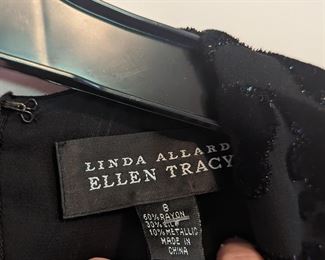 LINDA ALLARD
ELLEN TRACY
8
60% RAYON
30% SILK
10% METALLIC
MADE IN
CHINA